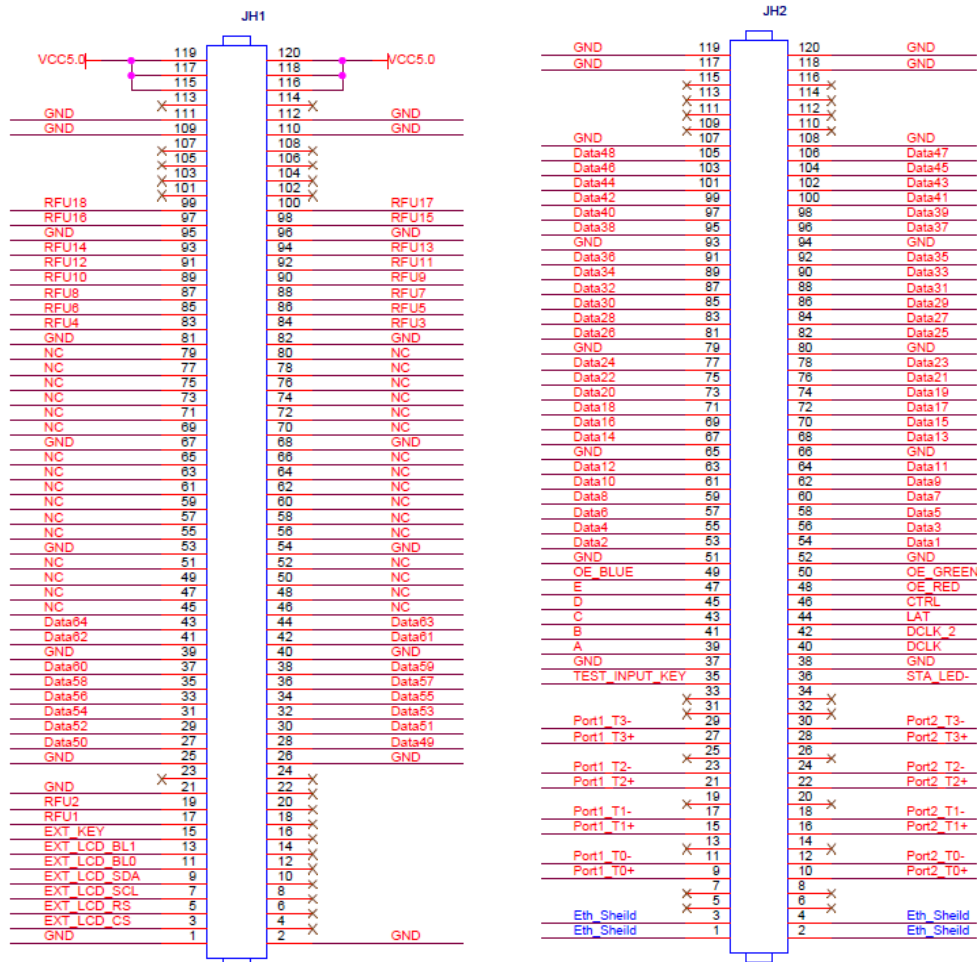 JH1
VCC5.0 119 120 VCC5.0
117 118
115 116
113 114
GND 111 112 GND
GND 109 110 GND
107 108
105 106
103 104
101 102
RFU18 99 100 RFU17
RFU16 97 98 RFU15
GND 95 96 GND
RFU14 93 94 RFU13
RFU12 91 92 RFU11
RFU10 89 90 RFU9
RFU8 87 88 RFU7
RFU6 85 86 RFU5
RFU4 83 84 RFU3
GND 81 82 GND
NC 79 80 NC
NC 77 78 NC
NC 75 76 NC
NC 73 74 NC
NC 71 72 NC
NC 69 70 NC
GND 67 68 GND
NC 65 66 NC
NC 63 64 NC
NC 61 62 NC
NC 59 60 NC
NC 57 58 NC
NC 55 56 NC
GND 53 54 GND
NC 51 52 NC
NC 49 50 NC
NC 47 48 NC
NC 45 46 NC
Data64 43 44 Data63
Data62 41 42 Data61
GND 39 40 GND
Data60 37 38 Data59
Data58 35 36 Data57
Data56 33 34 Data55
Data54 31 32 Data53
Data52 29 30 Data51
Data50 27 28 Data49
GND 25 26 GND
23 24
GND 21 22
RFU2 19 20
RFU1 17 18
EXT_KEY 15 16
EXT_LCD_BL1 13 14
EXT_LCD_BL0 11 12
EXT_LCD_SDA 9 10
EXT_LCD_SCL 7 8
EXT_LCD_RS 5 6
EXT_LCD_CS 3 4
GND 1 2 GND
JH2
GND 119 120 GND
GND 117 118 GND
115 116
113 114
111 112
109 110
GND 107 108 GND
Data48 105 106 Data47
Data46 103 104 Data45
Data44 101 102 Data43
Data42 99 100 Data41
Data40 97 98 Data39
Data38 95 96 Data37
GND 93 94 GND
Data36 91 92 Data35
Data34 89 90 Data33
Data32 87 88 Data31
Data30 85 86 Data29
Data28 83 84 Data27
Data26 81 82 Data25
GND 79 80 GND
Data24 77 78 Data23
Data22 75 76 Data21
Data20 73 74 Data19
Data18 71 72 Data17
Data16 69 70 Data15
Data14 67 68 Data13
GND 65 66 GND
Data12 63 64 Data11
Data10 61 62 Data9
Data8 59 60 Data7
Data6 57 58 Data5
Data4 55 56 Data3
Data2 53 54 Data1
GND 51 52 GND
OE_BLUE 49 50 OE_GREEN
E 47 48 OE_RED
D 45 46 CTRL
C 43 44 LAT
B 41 42 DCLK_2
A 39 40 DCLK
GND 37 38 GND
TEST_INPUT_KEY 35 36 STA_LED-
33 34
31 32
Port1_T3- 29 30 Port2_T3-
Port1_T3+ 27 28 Port2_T3+
25 26
Port1_T2- 23 24 Port2_T2-
Port1_T2+ 21 22 Port2_T2+
19 20
Port1_T1- 17 18 Port2_T1-
Port1_T1+ 15 16 Port2_T1+
13 14
Port1_T0- 11 12 Port2_T0-
Port1_T0+ 9 10 Port2_T0+
7 8
5 6
Eth_Sheild 3 4 Eth_Sheild
Eth_Sheild 1 2 Eth_Sheild